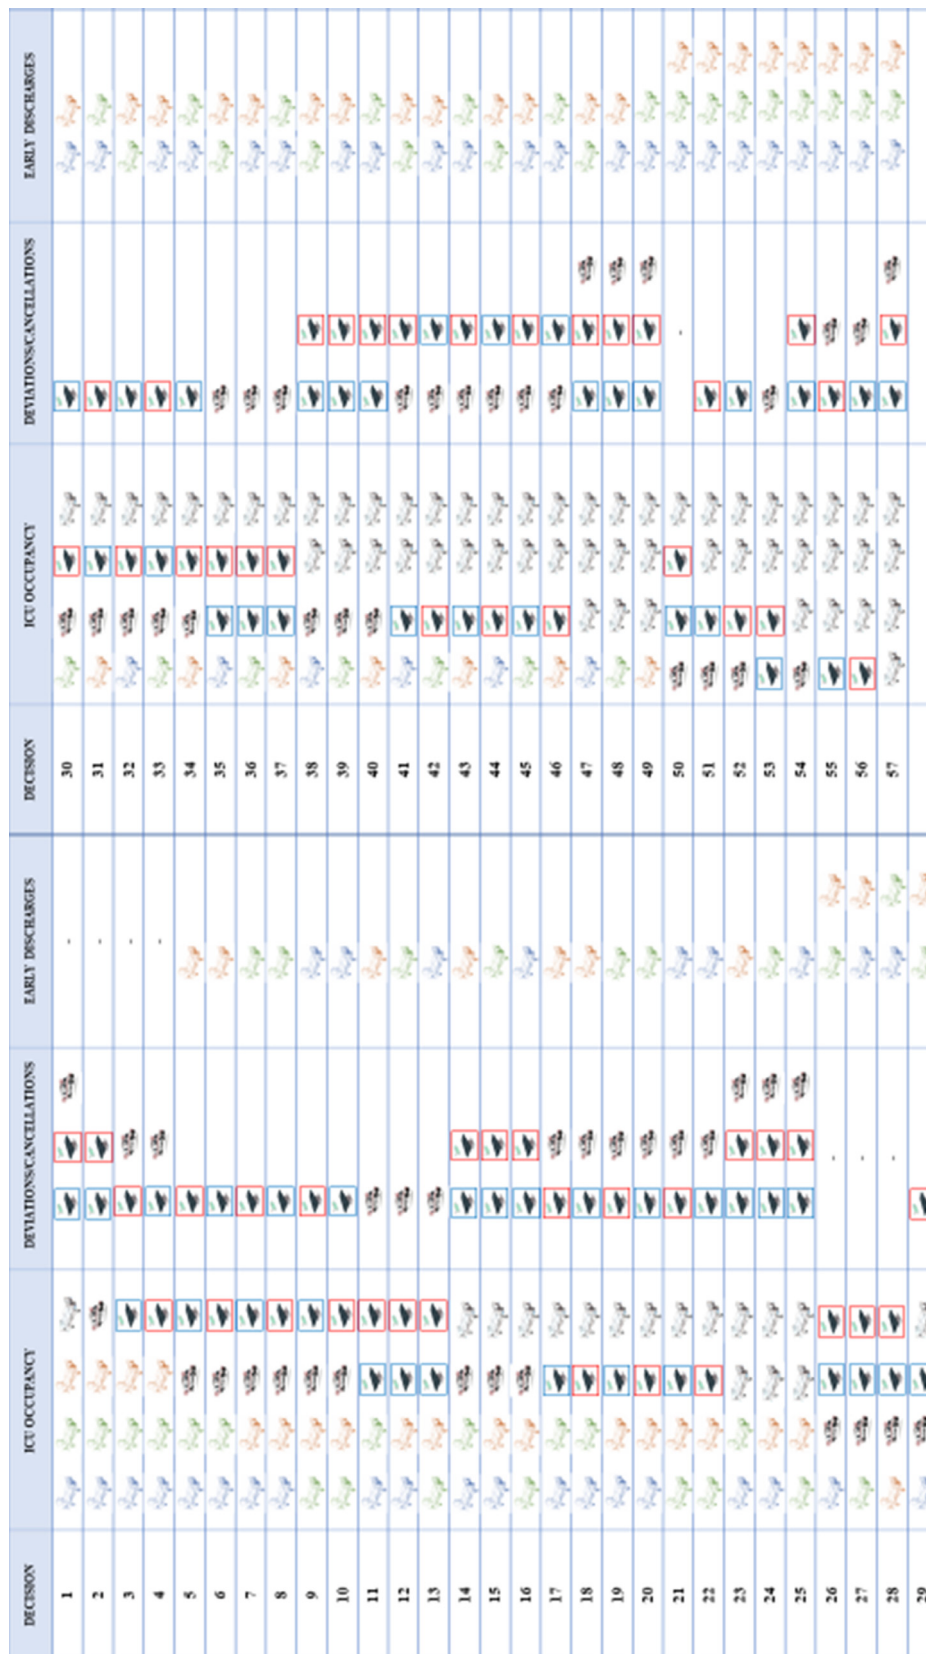 DECISION ICU OCCUPANCY DEVIATIONS/CANCELLATIONS EARLY DISCHARGES DECISION ICU OCCUPANCY DEVIATIONS/CANCELLATIONS EARLY DISCHARGES
1 - 30
2 - 31
3 - 32
4 - 33
5 34
6 35
7 36
8 37
9 38
10 39
11 40
12 41
13 42
14 43
15 44
16 45
17 46
18 47
19 48
20 49
21 50 -
22 51
23 52
24 53
25 54
26 - 55
27 - 56
28 - 57
29